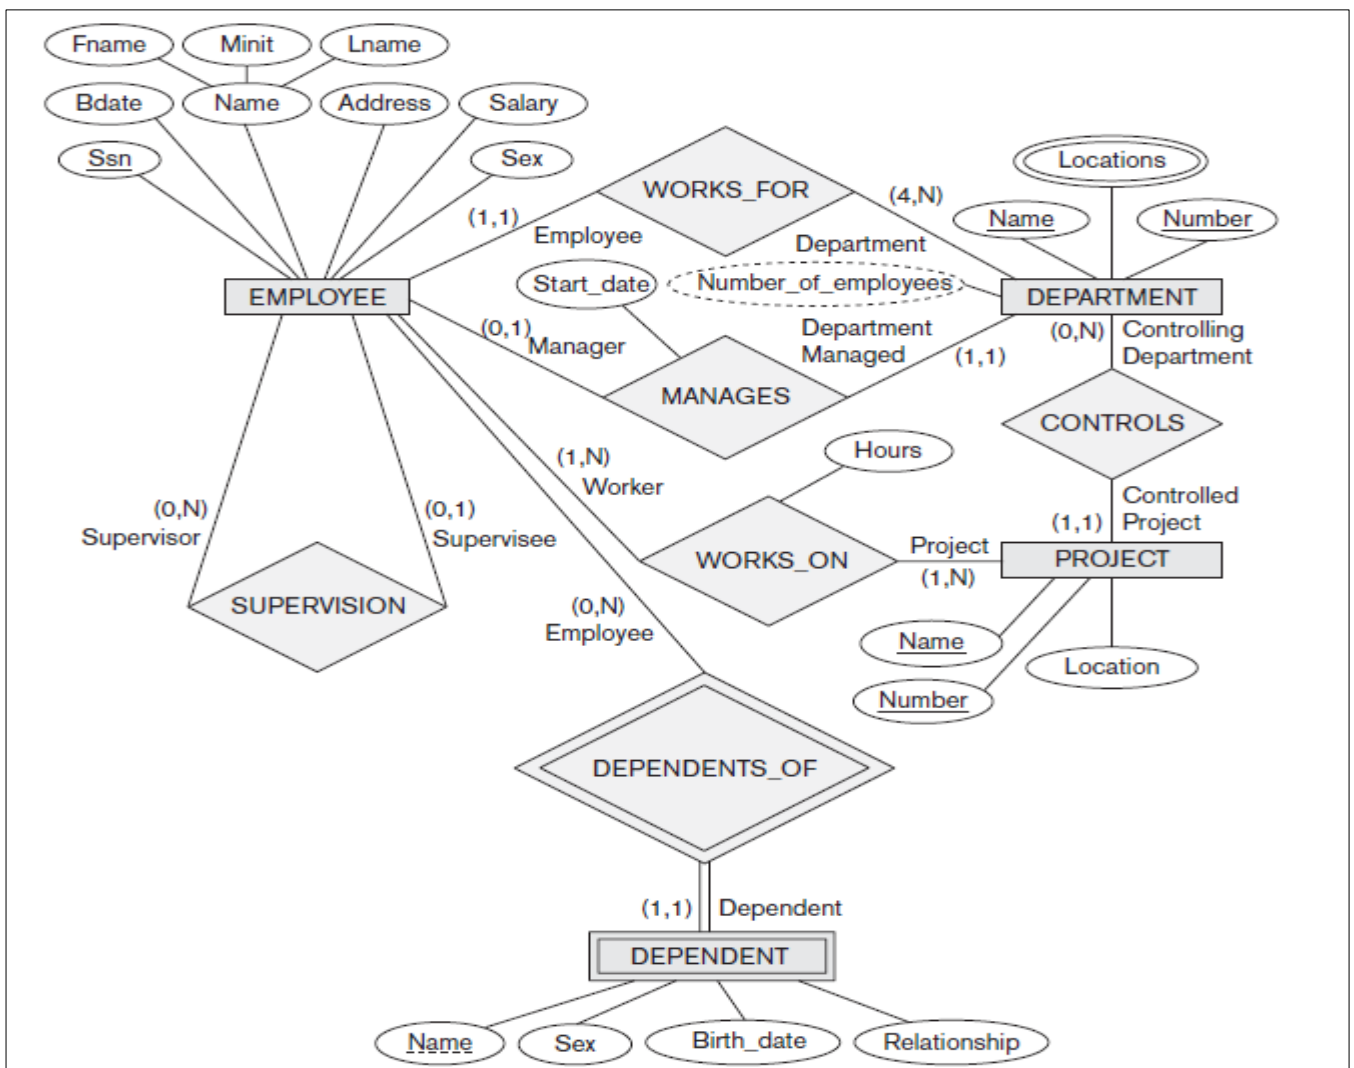 Fname
Minit
Lname
Bdate
Name
Address
Salary
Ssn
Sex
WORKS_FOR
Locations
Name
Number
(1,1)
Employee
(4,N)
Department
Start_date
Number_of_employees
EMPLOYEE
DEPARTMENT
(0,1)
Manager
Department
Managed
(1,1)
(0,N)
Controlling
Department
MANAGES
CONTROLS
Hours
(1,N)
Worker
(0,N)
Supervisor
(0,1)
Supervisee
Controlled
Project
(1,1)
WORKS_ON
Project
(1,N)
PROJECT
SUPERVISION
(0,N)
Employee
Name
Number
Location
DEPENDENTS_OF
(1,1)
Dependent
DEPENDENT
Name
Sex
Birth_date
Relationship